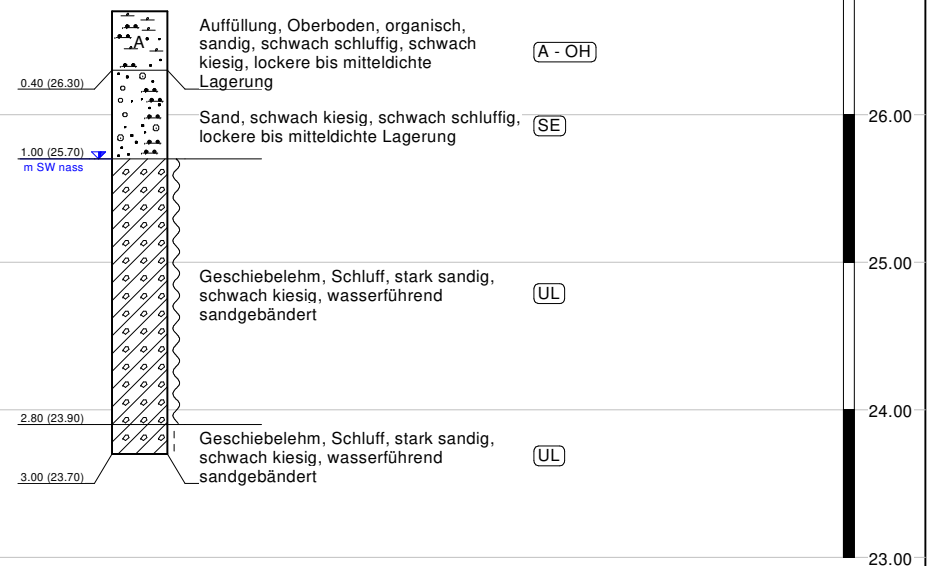 Auffüllung, Oberboden, organisch,
sandig, schwach schluffig, schwach
kiesig, lockere bis mitteldichte
Lagerung
A - OH
A
0.40 (26.30)
Sand, schwach kiesig, schwach schluffig,
lockere bis mitteldichte Lagerung
SE
26.00
1.00 (25.70)
m SW nass
25.00
Geschiebelehm, Schluff, stark sandig,
schwach kiesig, wasserführend
sandgebändert
UL
24.00
2.80 (23.90)
Geschiebelehm, Schluff, stark sandig,
schwach kiesig, wasserführend
sandgebändert
UL
3.00 (23.70)
23.00